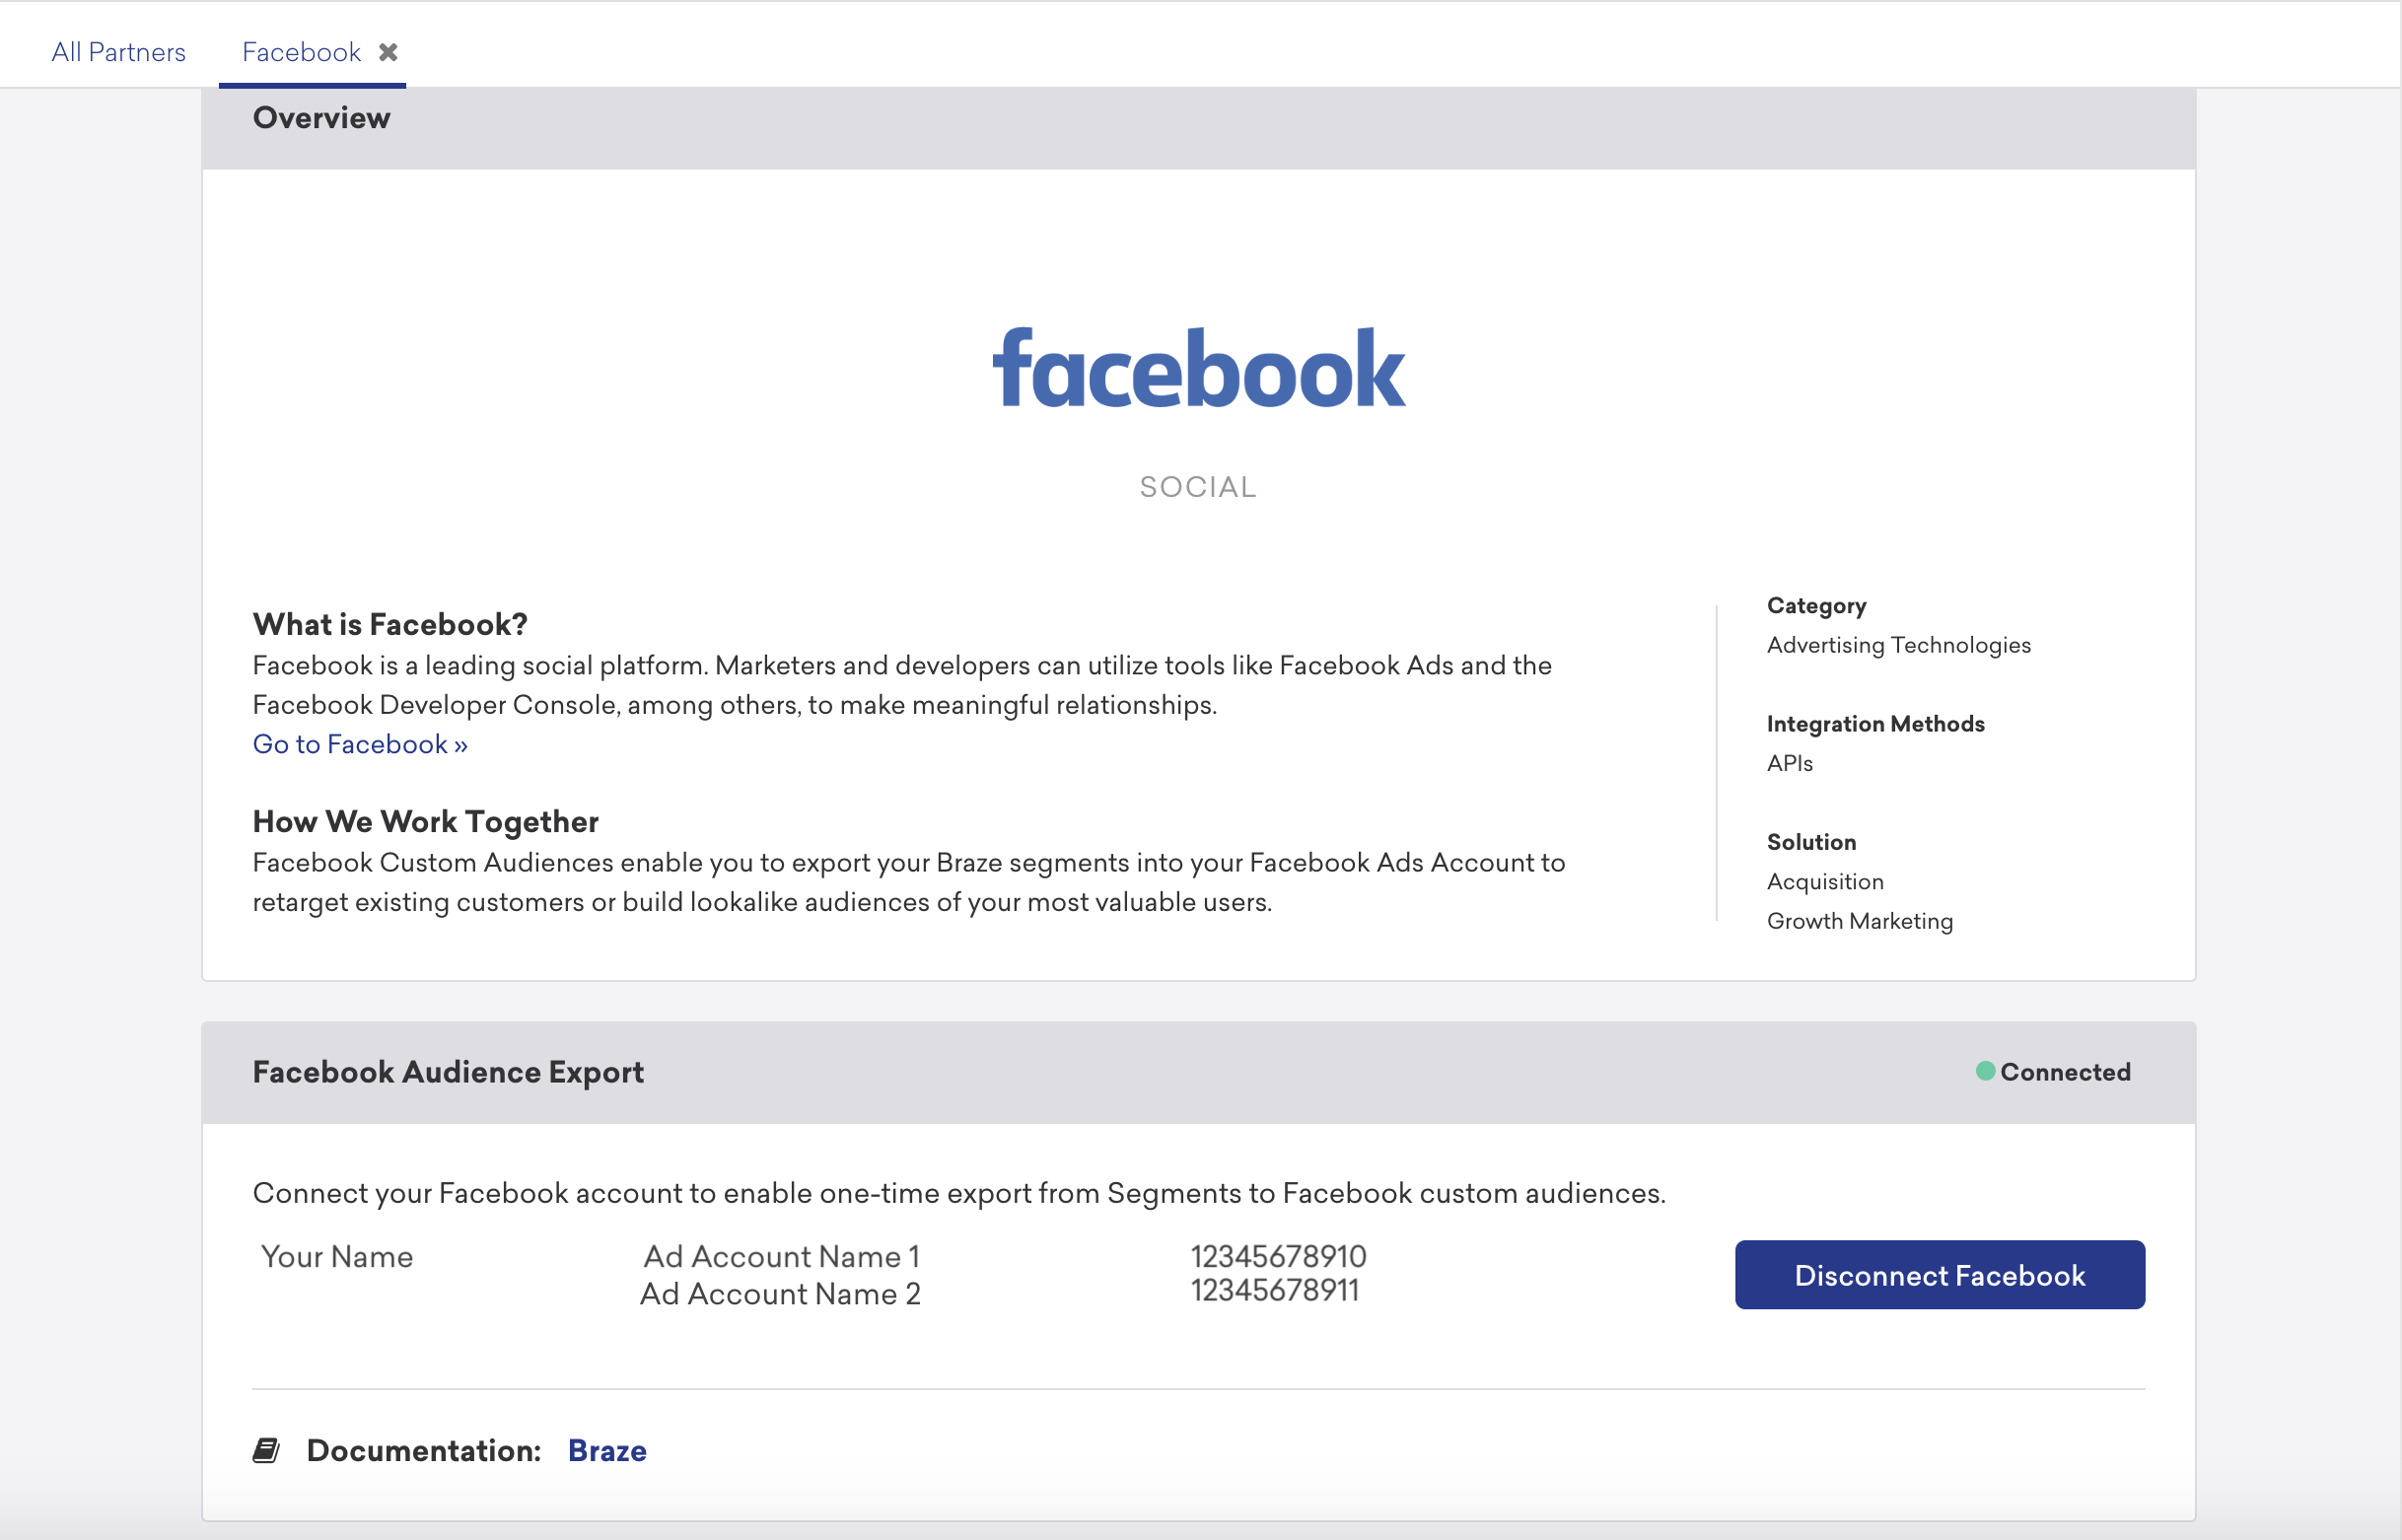 All Partners
Facebook ✖
Overview
facebook
SOCIAL
What is Facebook?
Facebook is a leading social platform. Marketers and developers can utilize tools like Facebook Ads and the
Facebook Developer Console, among others, to make meaningful relationships.
Go to Facebook »
How We Work Together
Facebook Custom Audiences enable you to export your Braze segments into your Facebook Ads Account to
retarget existing customers or build lookalike audiences of your most valuable users.
Category
Advertising Technologies
Integration Methods
APIs
Solution
Acquisition
Growth Marketing
Facebook Audience Export
Connected
Connect your Facebook account to enable one-time export from Segments to Facebook custom audiences.
Your Name
Ad Account Name 1
12345678910
Ad Account Name 2
12345678911
Disconnect Facebook
Documentation: Braze